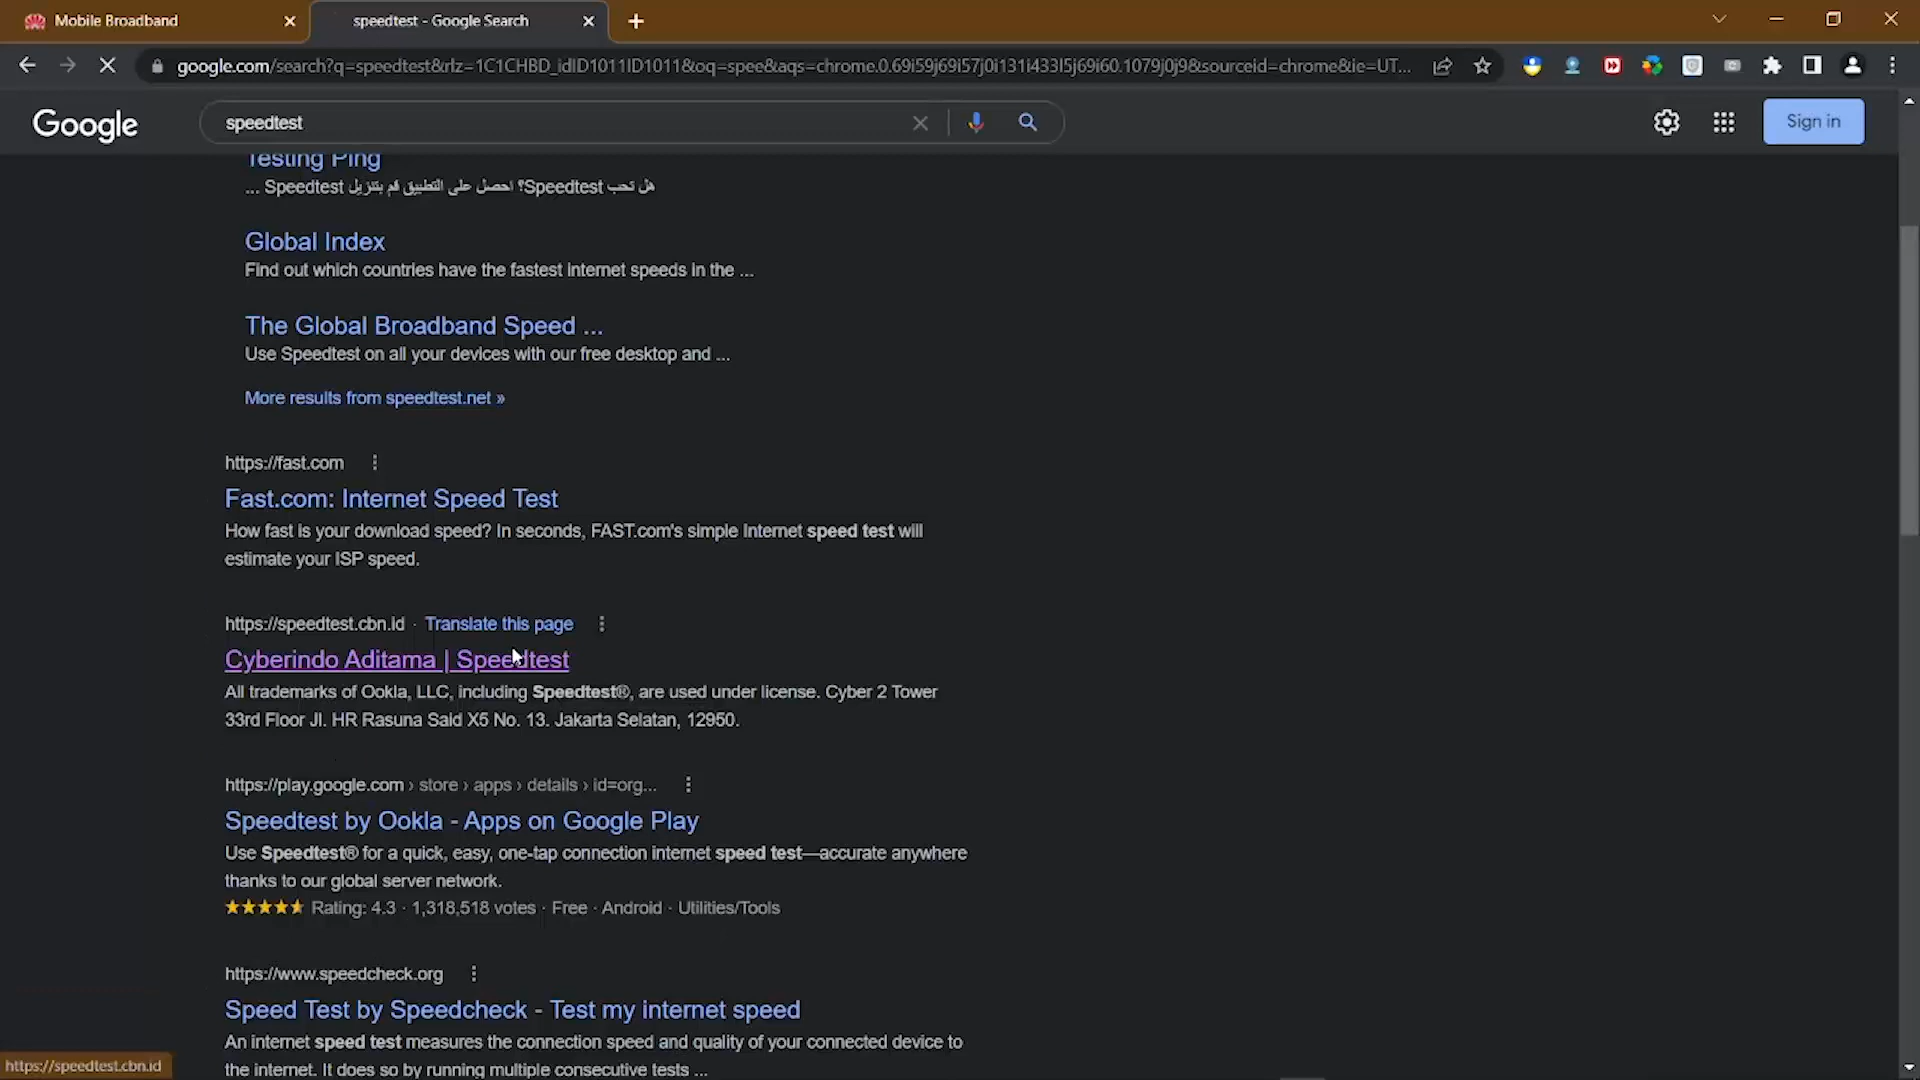 Mobile Broadband
speedtest - Google Search
google.com/search?q=speedtest&rlz=1C1CHBD_idID1011ID1011&oq=spee&aqs=chrome.0.69i59j69i57j0i131i433l5j69i60.1079j0j9&sourceid=chrome&ie=UT...
Google
speedtest
Sign in
Testing Ping
هل تحب Speedtest؟ احصل على التطبيق قم بتنزيل Speedtest ...
Global Index
Find out which countries have the fastest internet speeds in the ...
The Global Broadband Speed ...
Use Speedtest on all your devices with our free desktop and ...
More results from speedtest.net »
https://fast.com
Fast.com: Internet Speed Test
How fast is your download speed? In seconds, FAST.com's simple Internet speed test will
estimate your ISP speed.
https://speedtest.cbn.id · Translate this page
Cyberindo Aditama | Speedtest
All trademarks of Ookla, LLC, including Speedtest®, are used under license. Cyber 2 Tower
33rd Floor Jl. HR Rasuna Said X5 No. 13. Jakarta Selatan, 12950.
https://play.google.com › store › apps › details › id=org...
Speedtest by Ookla - Apps on Google Play
Use Speedtest® for a quick, easy, one-tap connection internet speed test—accurate anywhere
thanks to our global server network.
Rating: 4.3 · 1,318,518 votes · Free · Android · Utilities/Tools
https://www.speedcheck.org
Speed Test by Speedcheck - Test my internet speed
An internet speed test measures the connection speed and quality of your connected device to
the internet. It does so by running multiple consecutive tests ...
https://speedtest.cbn.id